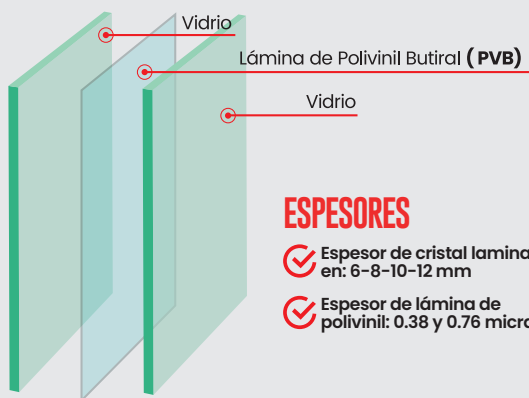 Vidrio
Lámina de Polivinil Butiral (PVB)
Vidrio
ESPESORES
Espesor de cristal lamina
en: 6-8-10-12 mm
Espesor de lámina de
polivinil: 0.38 y 0.76 micro